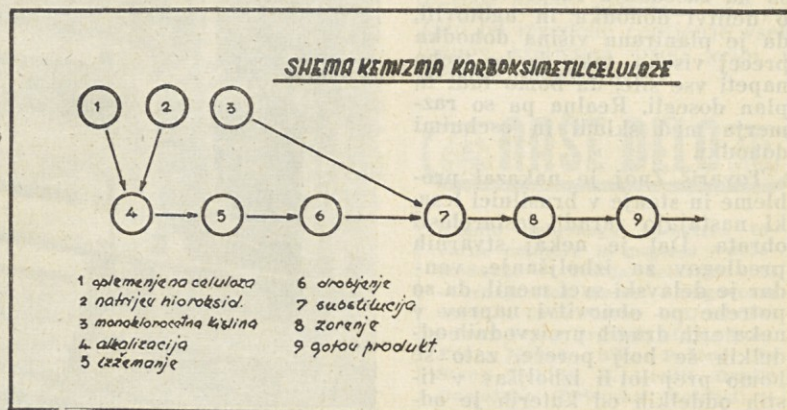 SHEMA KEMIZMA KARBOKSIMETILCELULOZE
1 2 3
4 5 6 7 8 9
1 oplemenjena celuloza
2 natrijev hidroksid.
3 monoklorocetna kislina
4 alkalizacija
5 izžemanje
6 drobljenje
7 substitucija
8 zorenje
9 gotov produkt.